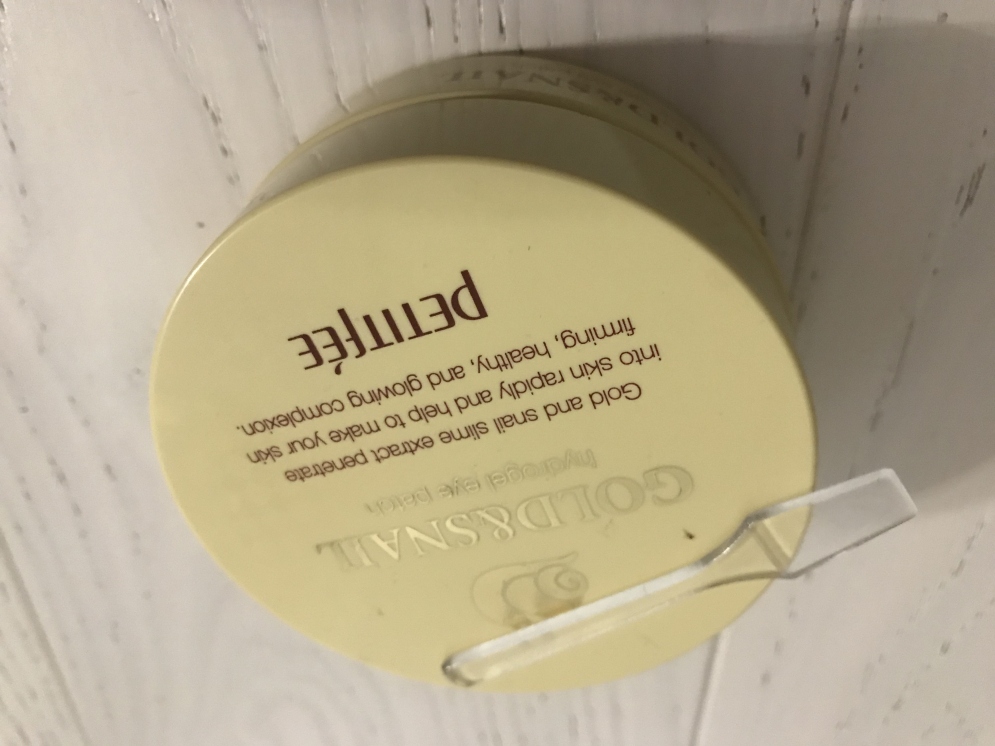 GOLD&SNAIL
hydrogel eye patch
Gold and snail slime extract penetrate
into skin rapidly and help to make your skin
firming, healthy, and glowing complexion.
PETITFÉE